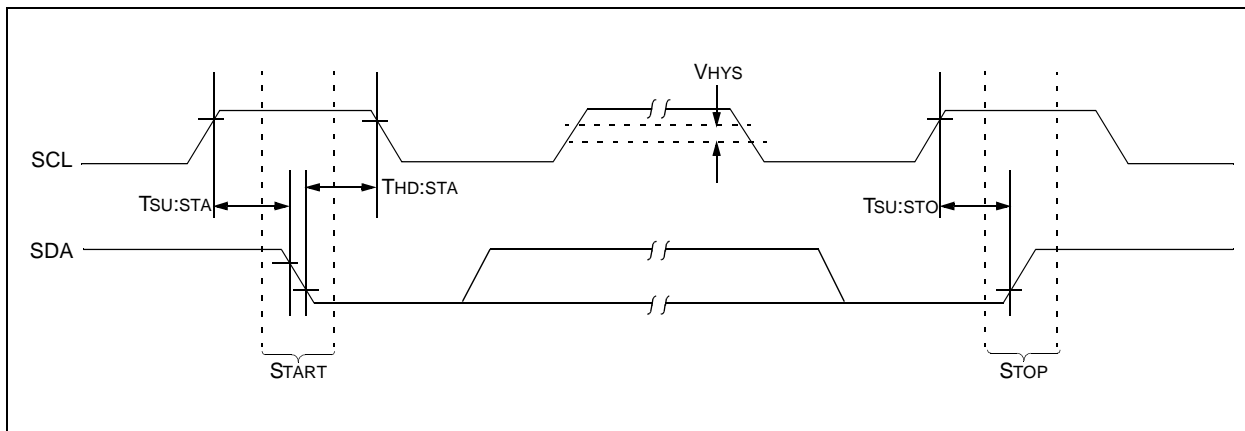 VHYS
SCL
THD:STA
TSU:STA
TSU:STO
SDA
START
STOP